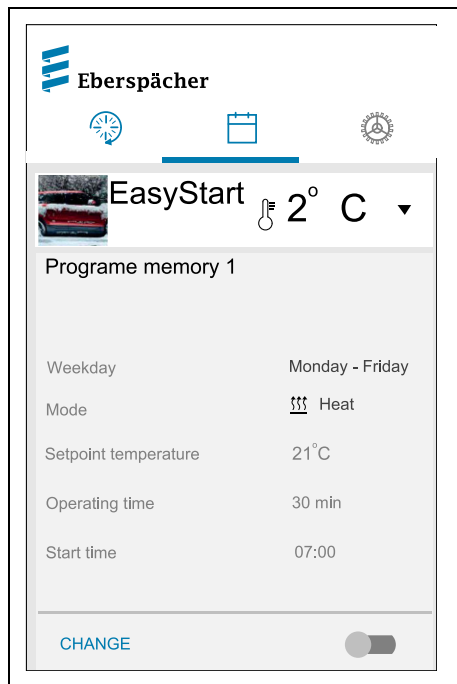 Eberspächer
EasyStart 2° C
Programe memory 1
Weekday Monday - Friday
Mode Heat
Setpoint temperature 21°C
Operating time 30 min
Start time 07:00
CHANGE